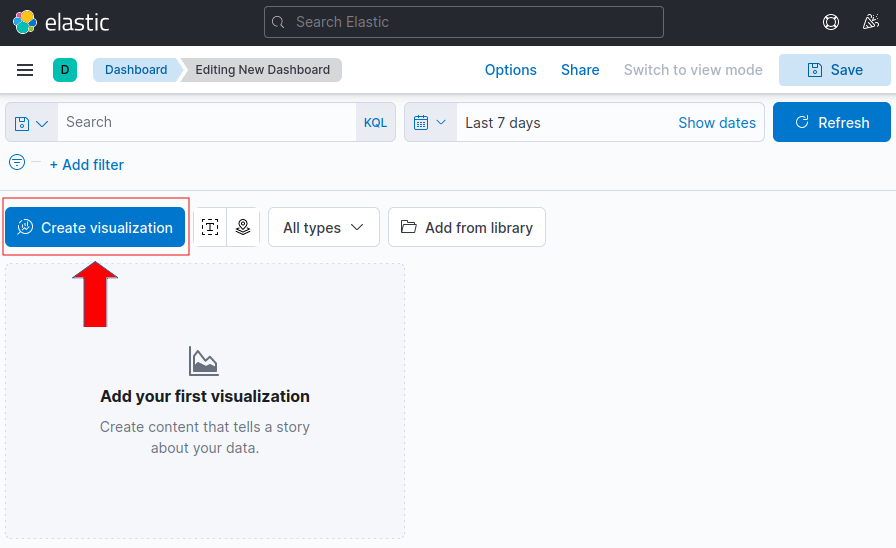 elastic
Search Elastic
D
Dashboard
Editing New Dashboard
Options
Share
Switch to view mode
Save
Search
KQL
Last 7 days
Show dates
Refresh
+ Add filter
Create visualization
T
All types
Add from library
Add your first visualization
Create content that tells a story
about your data.